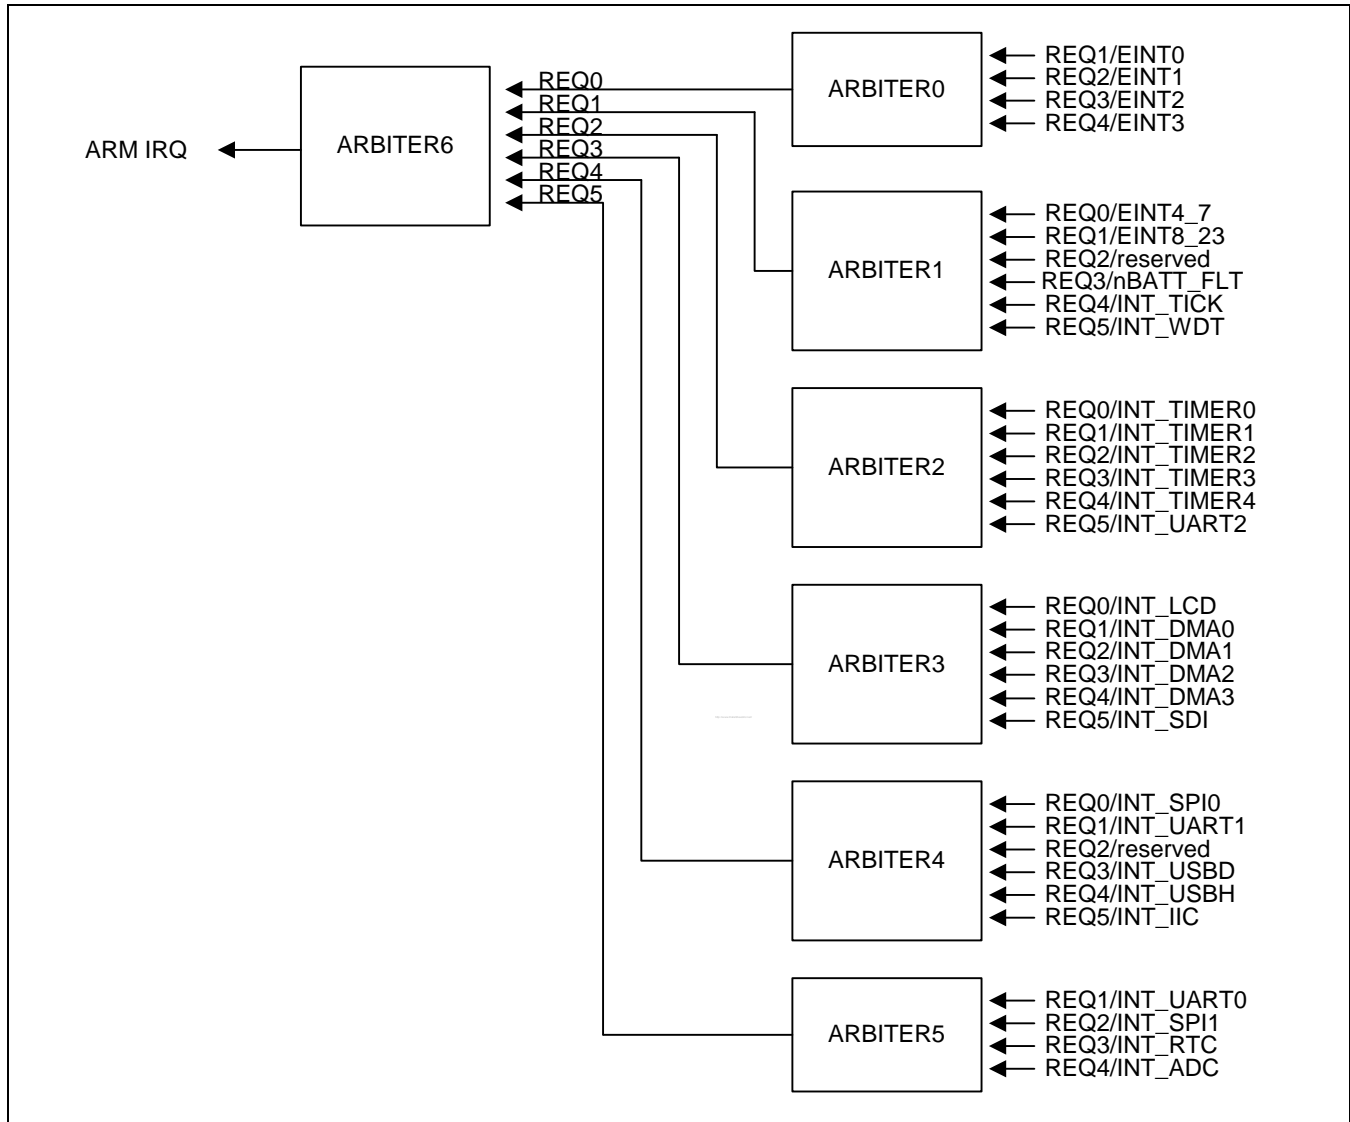 ARM IRQ
ARBITER6
REQ0
REQ1
REQ2
REQ3
REQ4
REQ5
ARBITER0
REQ1/EINT0
REQ2/EINT1
REQ3/EINT2
REQ4/EINT3
ARBITER1
REQ0/EINT4_7
REQ1/EINT8_23
REQ2/reserved
REQ3/nBATT_FLT
REQ4/INT_TICK
REQ5/INT_WDT
ARBITER2
REQ0/INT_TIMER0
REQ1/INT_TIMER1
REQ2/INT_TIMER2
REQ3/INT_TIMER3
REQ4/INT_TIMER4
REQ5/INT_UART2
ARBITER3
REQ0/INT_LCD
REQ1/INT_DMA0
REQ2/INT_DMA1
REQ3/INT_DMA2
REQ4/INT_DMA3
REQ5/INT_SDI
ARBITER4
REQ0/INT_SPI0
REQ1/INT_UART1
REQ2/reserved
REQ3/INT_USBD
REQ4/INT_USBH
REQ5/INT_IIC
ARBITER5
REQ1/INT_UART0
REQ2/INT_SPI1
REQ3/INT_RTC
REQ4/INT_ADC